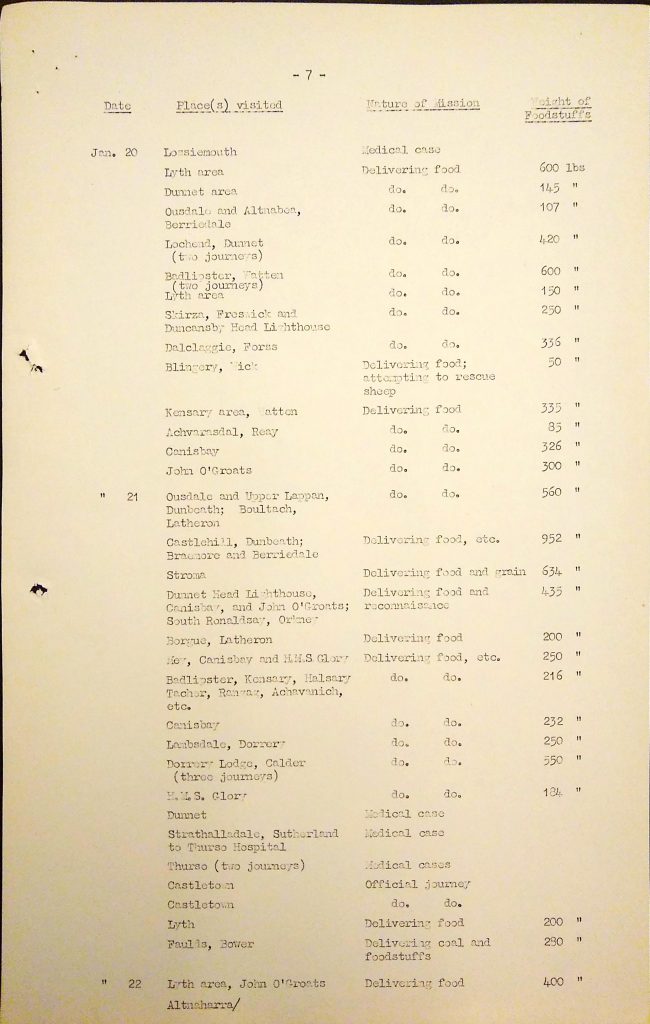 - 7 -
Date Place(s) visited Nature of Mission Weight of
Foodstuffs
Jan. 20 Lossiemouth Medical case
Lyth area Delivering food 600 lbs
Dunnet area do. do. 145 "
Ousdale and Altnabea, do. do. 107 "
Berriedale
Lochend, Dunnet do. do. 420 "
(two journeys)
Badlipster, Watten do. do. 600 "
(two journeys)
Lyth area do. do. 150 "
Skirza, Freswick and do. do. 250 "
Duncansby Head Lighthouse
Dalclaggie, Forss do. do. 336 "
Blingery, Wick Delivering food; 50 "
attempting to rescue
sheep
Kensary area, Watten Delivering food 335 "
Achvarasdal, Reay do. do. 85 "
Canisbay do. do. 326 "
John O'Groats do. do. 300 "
" 21 Ousdale and Upper Lappan, do. do. 560 "
Dunbeath; Boultach,
Latheron
Castlehill, Dunbeath; Delivering food, etc. 952 "
Braemore and Berriedale
Stroma Delivering food and grain 634 "
Dunnet Head Lighthouse, Delivering food and 435 "
Canisbay, and John O'Groats; reconnaisance
South Ronaldsay, Orkney
Borgue, Latheron Delivering food 200 "
Mey, Canisbay and H.M.S Glory Delivering food, etc. 250 "
Badlipster, Kensary, Halsary do. do. 216 "
Tacher, Rangag, Achavanich,
etc.
Canisbay do. do. 232 "
Lambsdale, Dorrery do. do. 250 "
Dorrery Lodge, Calder do. do. 550 "
(three journeys)
H.M.S. Glory do. do. 184 "
Dunnet Medical case
Strathalladale, Sutherland Medical case
to Thurso Hospital
Thurso (two journeys) Medical cases
Castletown Official journey
Castletown do. do.
Lyth Delivering food 200 "
Faulds, Bower Delivering coal and 280 "
foodstuffs
" 22 Lyth area, John O'Groats Delivering food 400 "
Altnaharra/